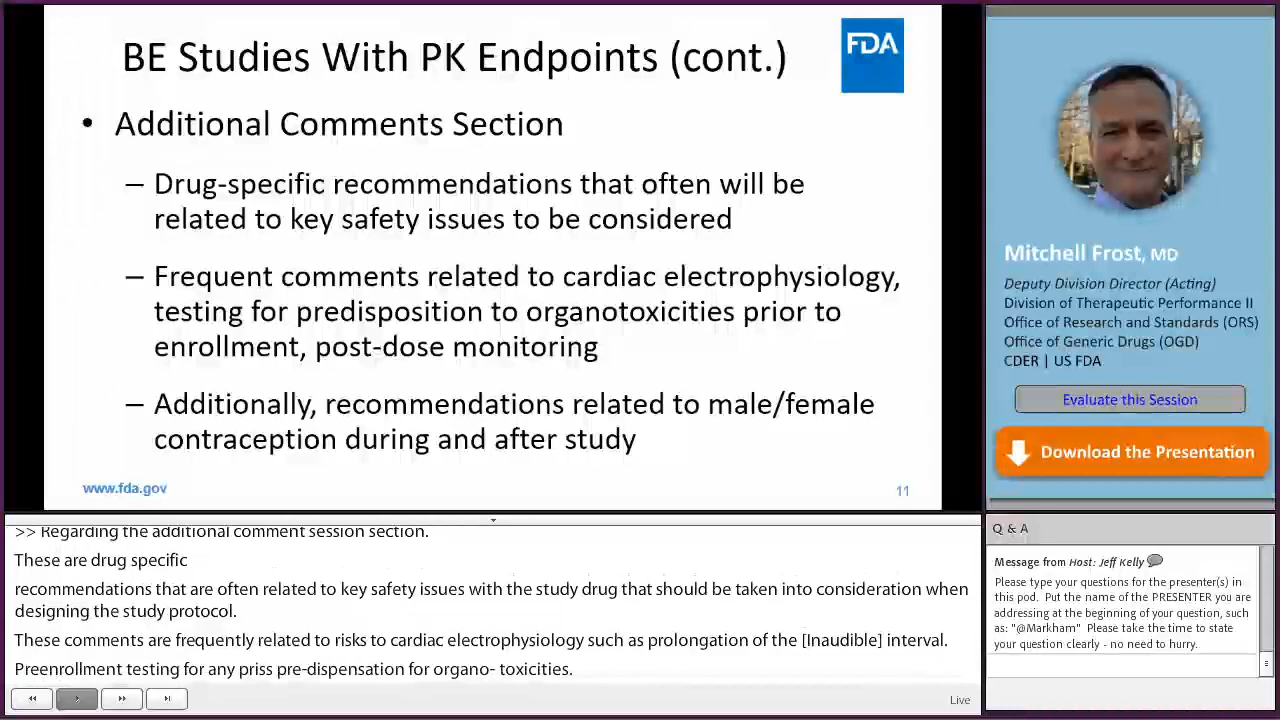 BE Studies With PK Endpoints (cont.)
FDA
• Additional Comments Section
– Drug-specific recommendations that often will be
related to key safety issues to be considered
– Frequent comments related to cardiac electrophysiology,
testing for predisposition to organotoxicities prior to
enrollment, post-dose monitoring
– Additionally, recommendations related to male/female
contraception during and after study
www.fda.gov
11
Mitchell Frost, MD
Deputy Division Director (Acting)
Division of Therapeutic Performance II
Office of Research and Standards (ORS)
Office of Generic Drugs (OGD)
CDER | US FDA
Evaluate this Session
Download the Presentation
>> Regarding the additional comment session section.
These are drug specific
recommendations that are often related to key safety issues with the study drug that should be taken into consideration when
designing the study protocol.
These comments are frequently related to risks to cardiac electrophysiology such as prolongation of the [Inaudible] interval.
Preenrollment testing for any priss pre-dispensation for organo- toxicities.
Live
Q & A
Message from Host: Jeff Kelly
Please type your questions for the presenter(s) in
this pod. Put the name of the PRESENTER you are
addressing at the beginning of your question, such
as: "@Markham" Please take the time to state
your question clearly - no need to hurry.